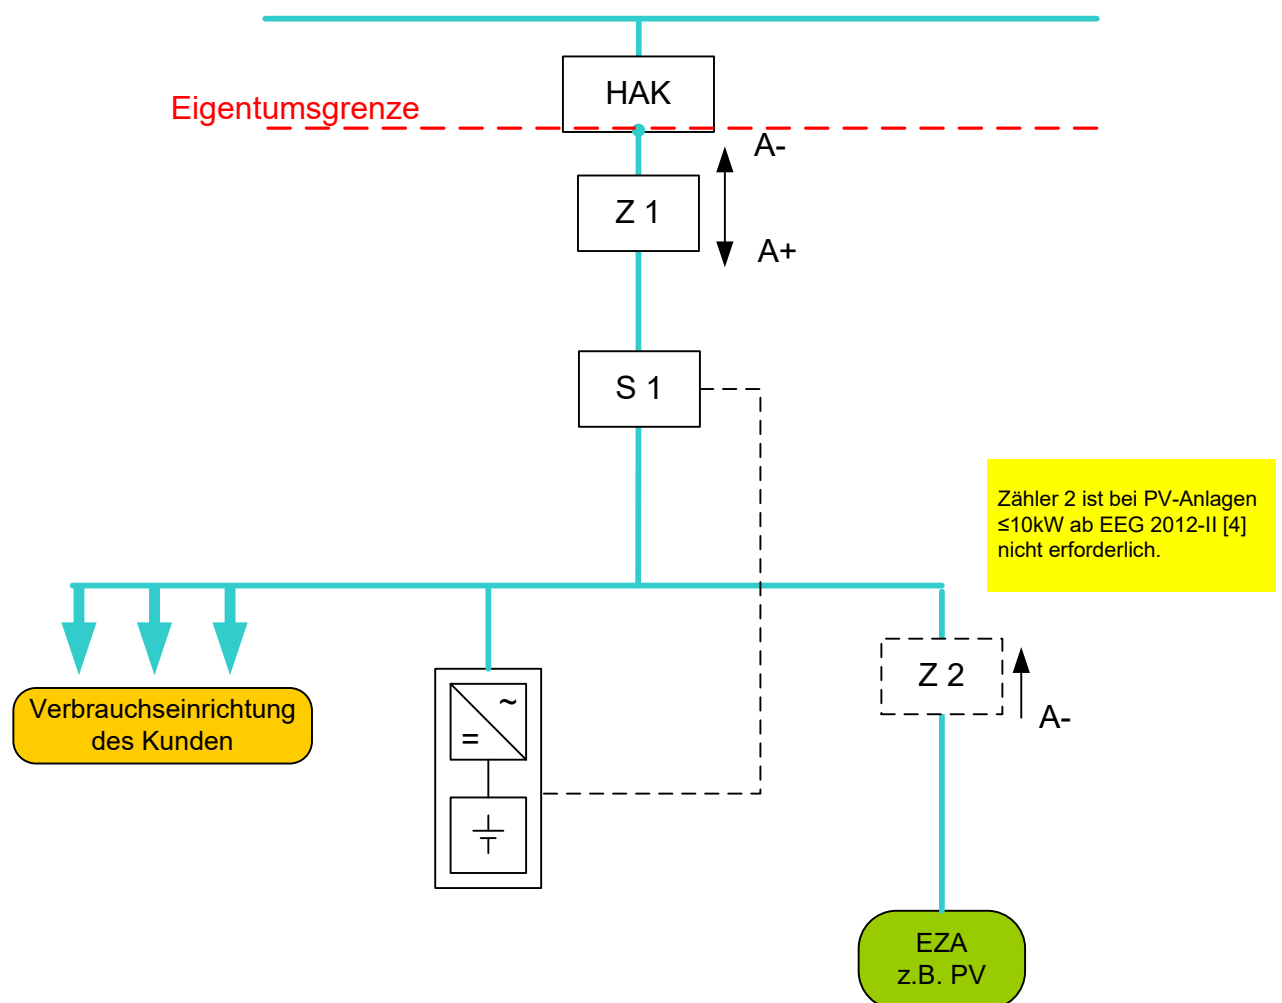 HAK
Eigentumsgrenze
A-
Z 1
A+
S 1
Zähler 2 ist bei PV-Anlagen
≤10kW ab EEG 2012-II [4]
nicht erforderlich.
Z 2
A-
Verbrauchseinrichtung
des Kunden
~
=
EZA
z.B. PV